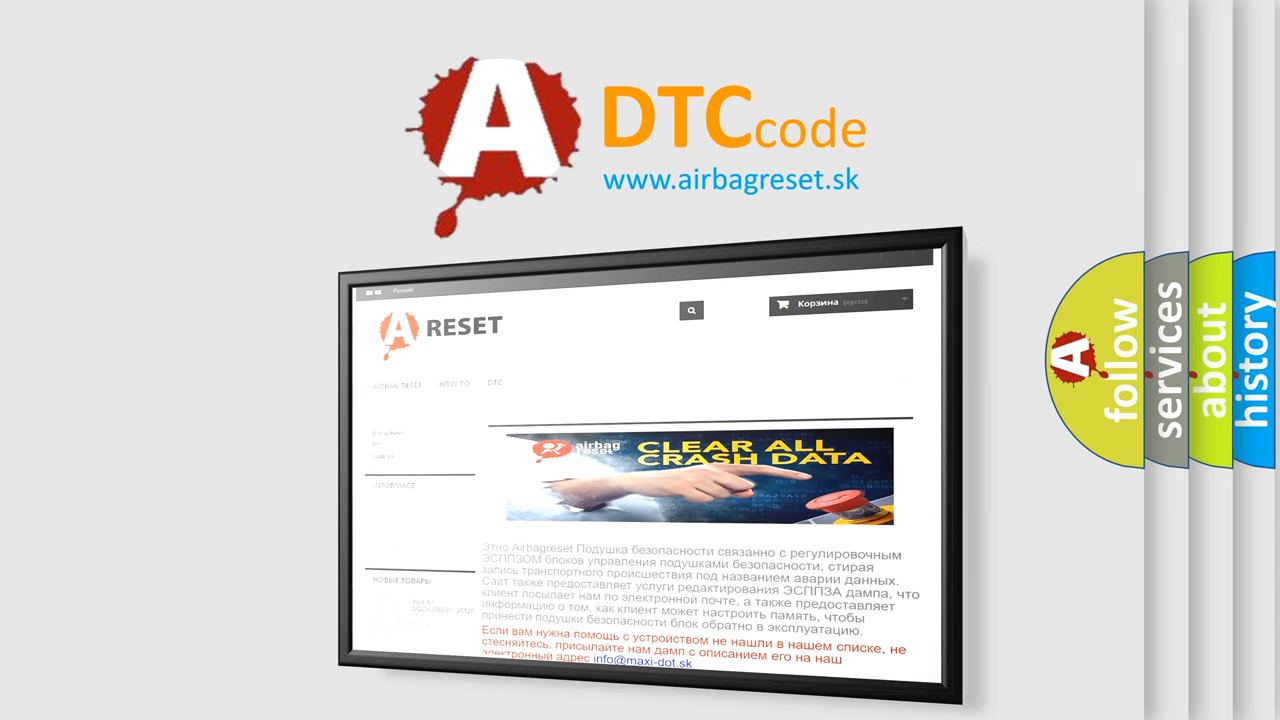 A DTC code
www.airbagreset.sk
Русский
A RESET
Корзина (пусто)
AIRBAG RESET HOW TO DTC
INFORMACE
airbag
reset
CLEAR ALL
CRASH DATA
Этно Airbagreset Подушка безопасности связанно с регулировочным
ЭСППЗОМ блоков управления подушками безопасности, стирая
запись транспортного происшествия под названием аварии данных.
Сайт также предоставляет услуги редактирования ЭСППЗА дампа, что
клиент посылает нам по электронной почте, а также предоставляет
информацию о том, как клиент может настроить память, чтобы
принести подушки безопасности блок обратно в эксплуатацию.
Если вам нужна помощь с устройством не нашли в нашем списке, не
стесняйтесь, присылайте нам дамп с описанием его на наш
электронный адрес info@maxi-dot.sk
НОВЫЕ ТОВАРЫ
A follow
services
about
history